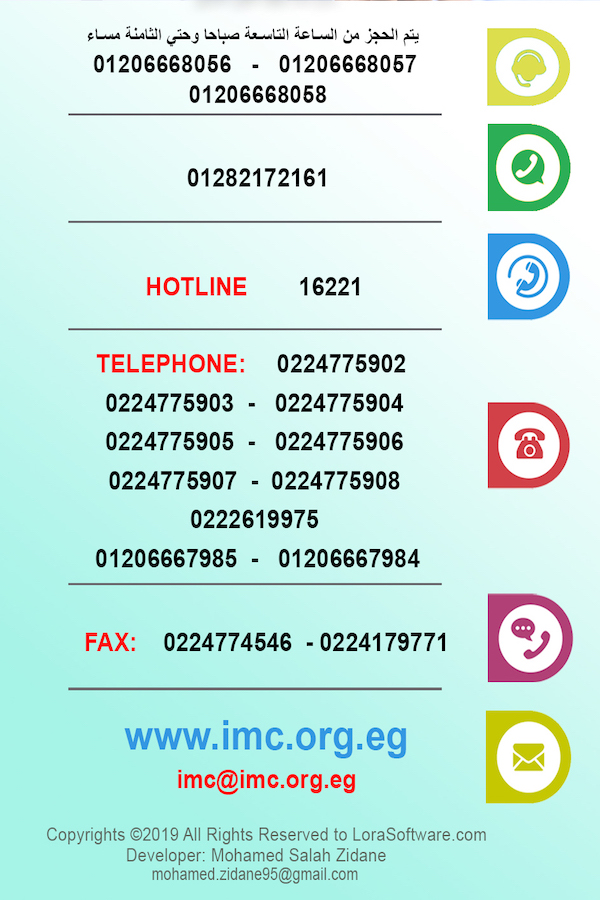 يتم الحجز من الساعة التاسعة صباحا وحتي الثامنة مساء
01206668056 - 01206668057
01206668058
01282172161
HOTLINE 16221
TELEPHONE: 0224775902
0224775903 - 0224775904
0224775905 - 0224775906
0224775907 - 0224775908
0222619975
01206667985 - 01206667984
FAX: 0224774546 - 0224179771
www.imc.org.eg
imc@imc.org.eg
Copyrights ©2019 All Rights Reserved to LoraSoftware.com
Developer: Mohamed Salah Zidane
mohamed.zidane95@gmail.com